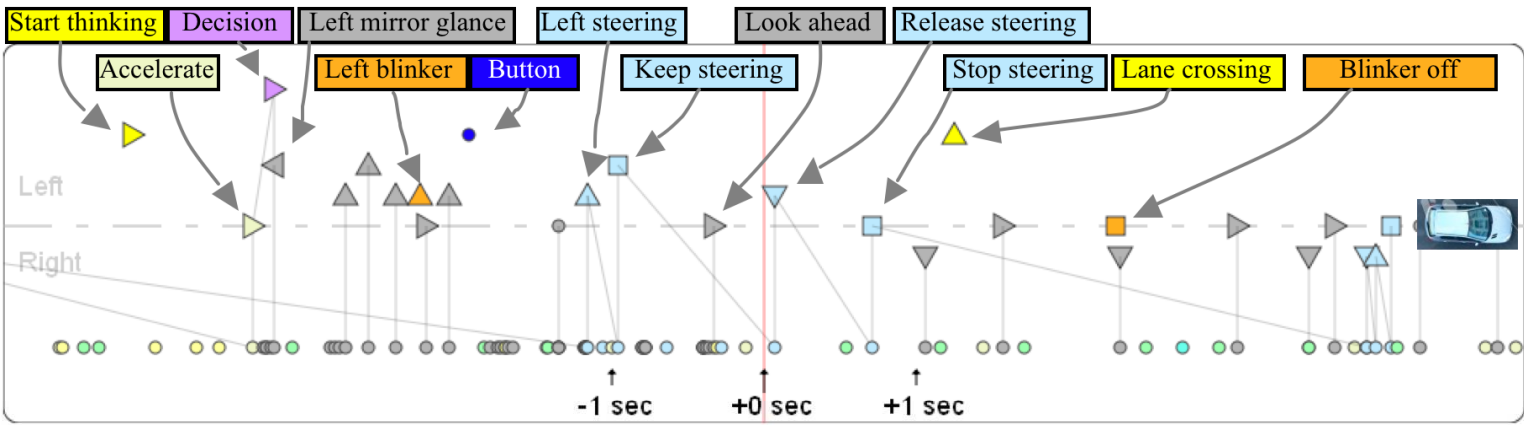 Start thinking Decision Left mirror glance Left steering Look ahead Release steering
Accelerate Left blinker Button Keep steering Stop steering Lane crossing Blinker off
Left
Right
-1 sec +0 sec +1 sec